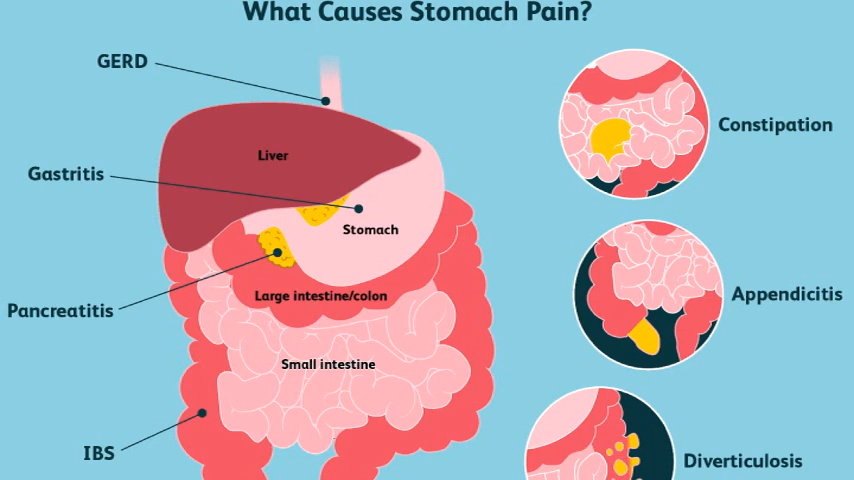 What Causes Stomach Pain?
GERD
Liver
Gastritis
Stomach
Pancreatitis
Large intestine/colon
Small intestine
IBS
Constipation
Appendicitis
Diverticulosis